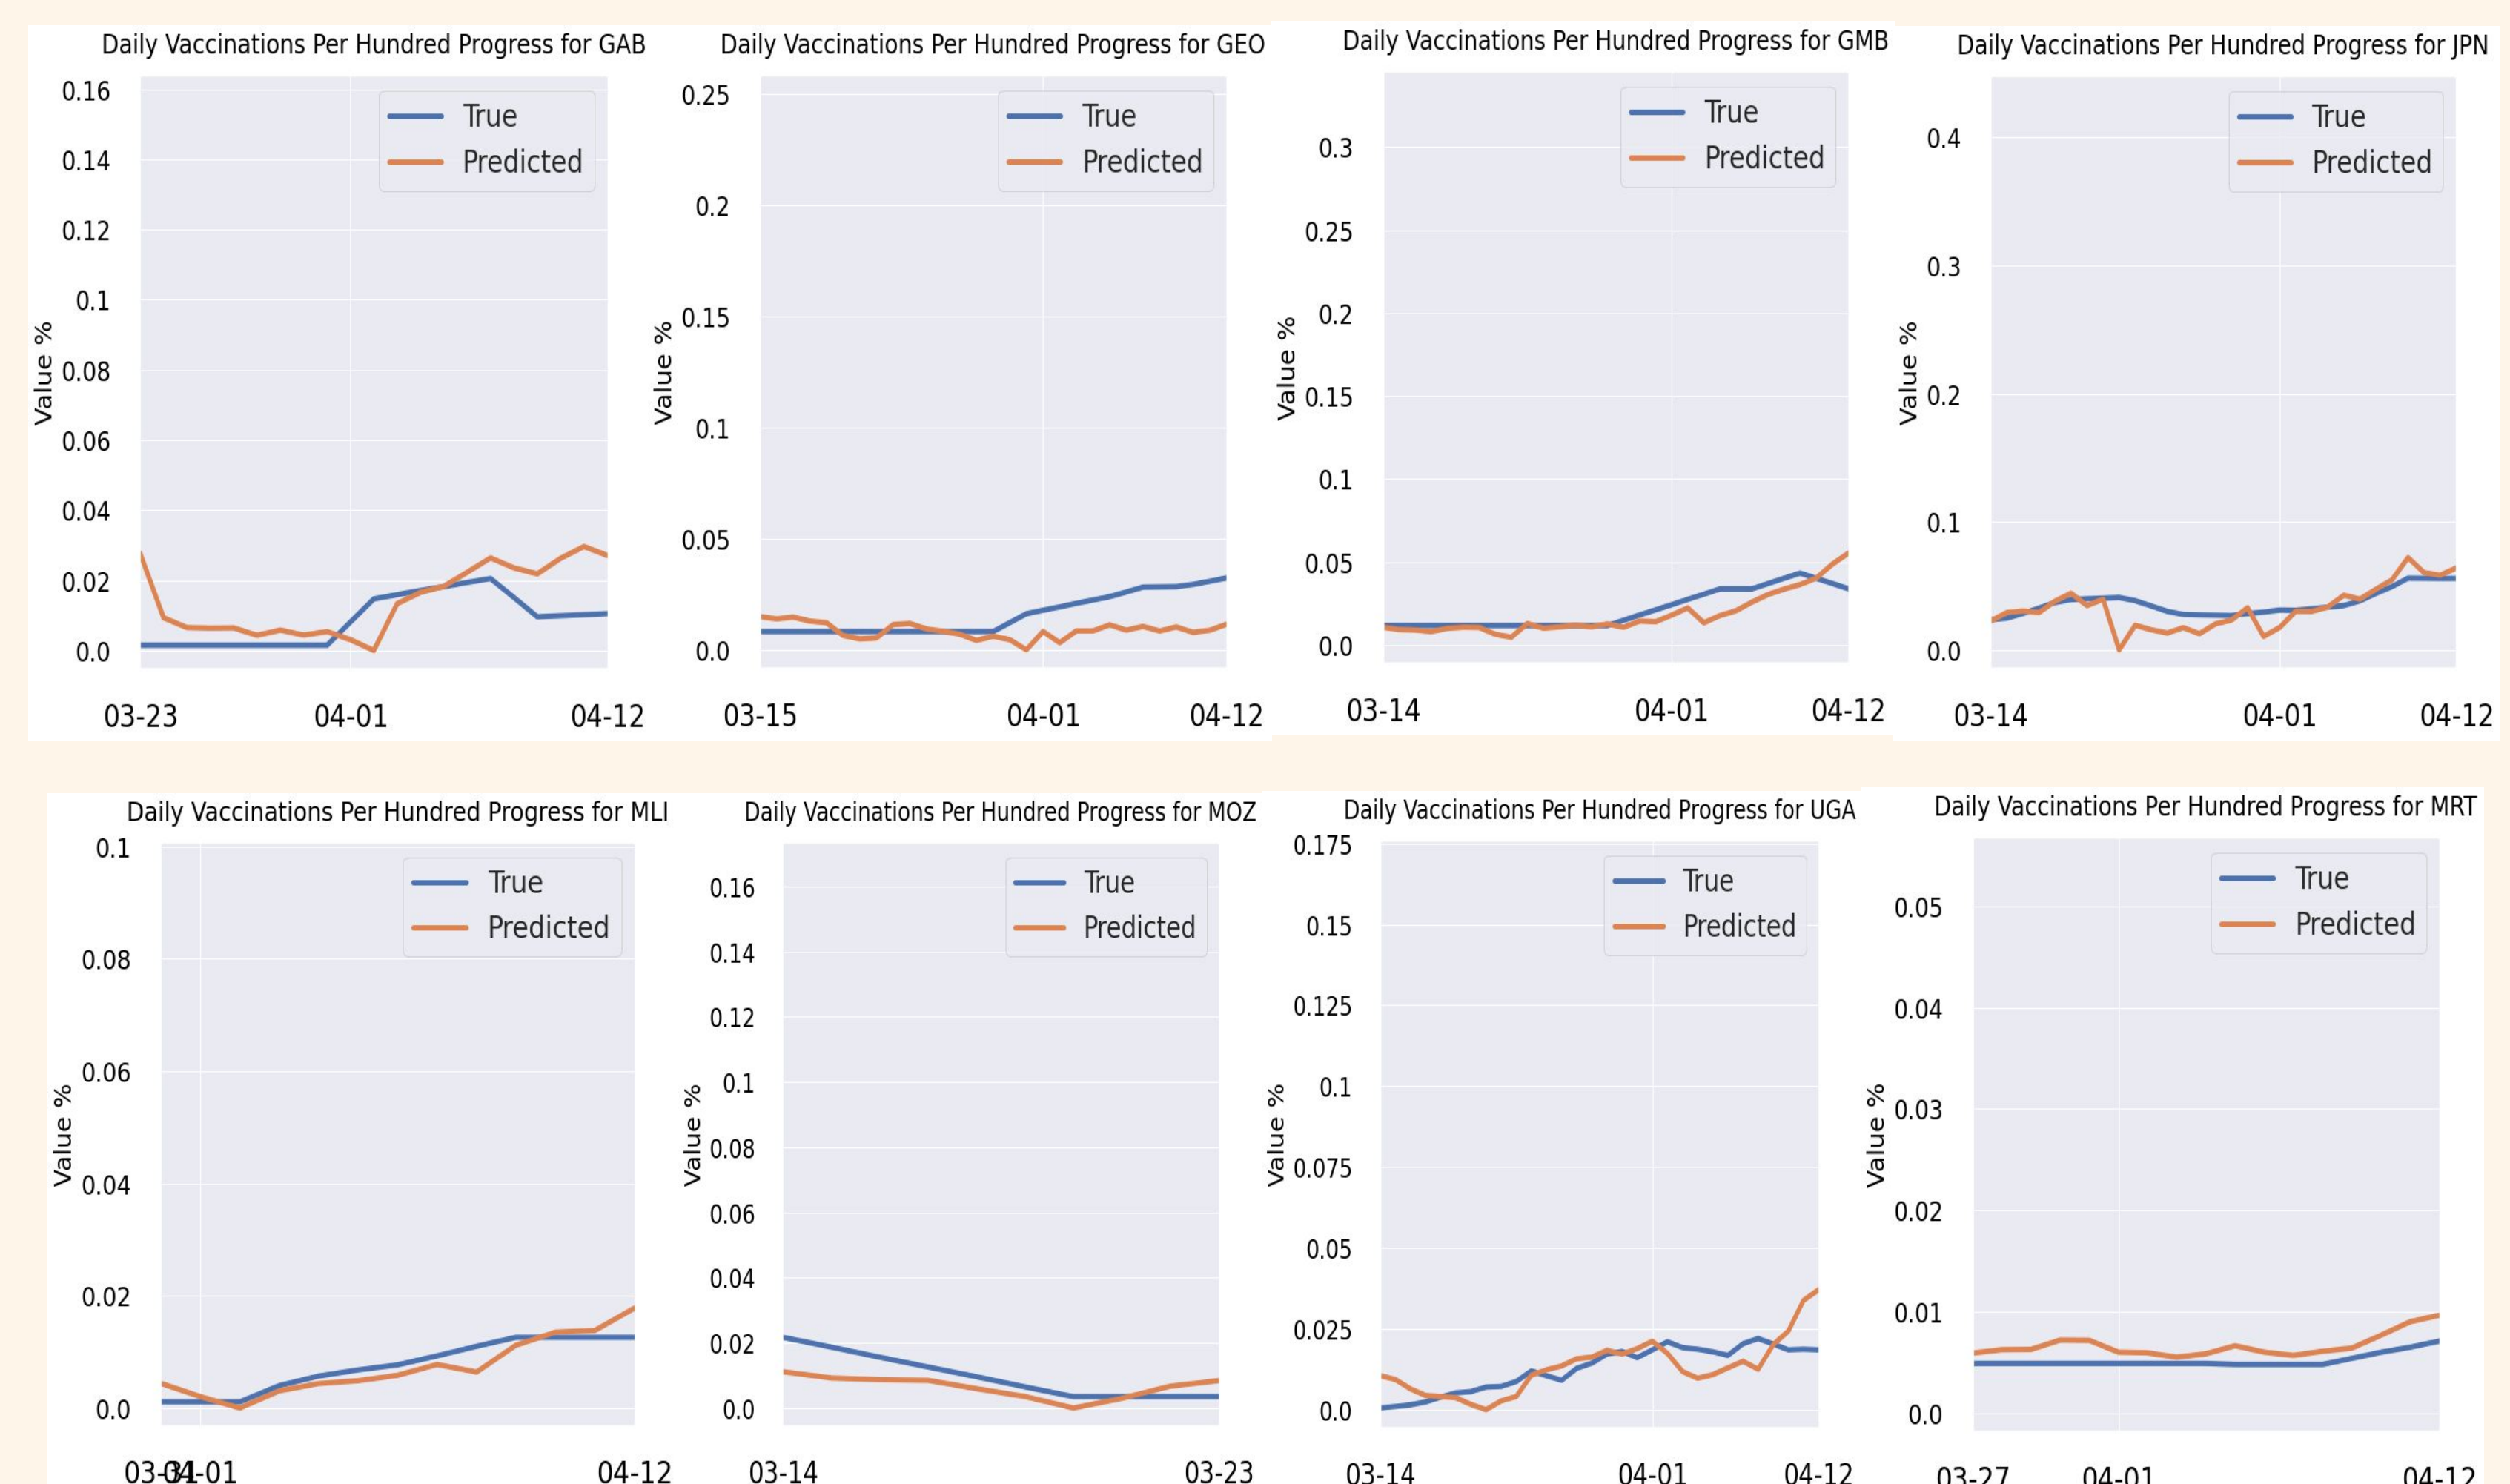 Daily Vaccinations Per Hundred Progress for GAB
True
Predicted
Value %
0.16
0.14
0.12
0.1
0.08
0.06
0.04
0.02
0.0
03-23 04-01 04-12
Daily Vaccinations Per Hundred Progress for GEO
True
Predicted
Value %
0.25
0.2
0.15
0.1
0.05
0.0
03-15 04-01 04-12
Daily Vaccinations Per Hundred Progress for GMB
True
Predicted
Value %
0.3
0.25
0.2
0.15
0.1
0.05
0.0
03-14 04-01 04-12
Daily Vaccinations Per Hundred Progress for JPN
True
Predicted
Value %
0.4
0.3
0.2
0.1
0.0
03-14 04-01 04-12
Daily Vaccinations Per Hundred Progress for MLI
True
Predicted
Value %
0.1
0.08
0.06
0.04
0.02
0.0
03-31 04-01 04-12
Daily Vaccinations Per Hundred Progress for MOZ
True
Predicted
Value %
0.16
0.14
0.12
0.1
0.08
0.06
0.04
0.02
0.0
03-14 03-23
Daily Vaccinations Per Hundred Progress for UGA
True
Predicted
Value %
0.175
0.15
0.125
0.1
0.075
0.05
0.025
0.0
03-14 04-01 04-12
Daily Vaccinations Per Hundred Progress for MRT
True
Predicted
Value %
0.05
0.04
0.03
0.02
0.01
0.0
03-27 04-01 04-12